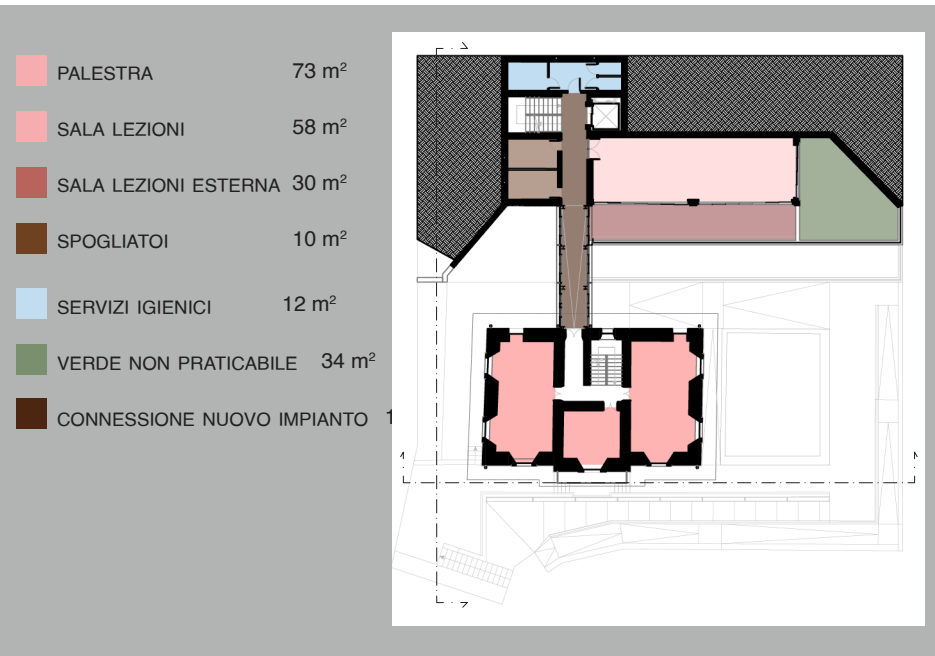 PALESTRA 73 m²
SALA LEZIONI 58 m²
SALA LEZIONI ESTERNA 30 m²
SPOGLIATOI 10 m²
SERVIZI IGIENICI 12 m²
VERDE NON PRATICABILE 34 m²
CONNESSIONE NUOVO IMPIANTO 1